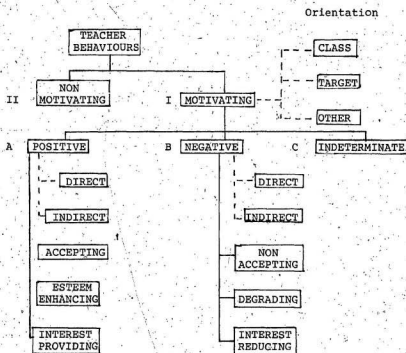 Orientation
TEACHER
BEHAVIOURS
CLASS
II
NON
MOTIVATING
I
MOTIVATING
TARGET
OTHER
A
POSITIVE
B
NEGATIVE
C
INDETERMINATE
DIRECT
DIRECT
INDIRECT
INDIRECT
ACCEPTING
NON
ACCEPTING
ESTEEM
ENHANCING
DEGRADING
INTEREST
PROVIDING
INTEREST
REDUCING